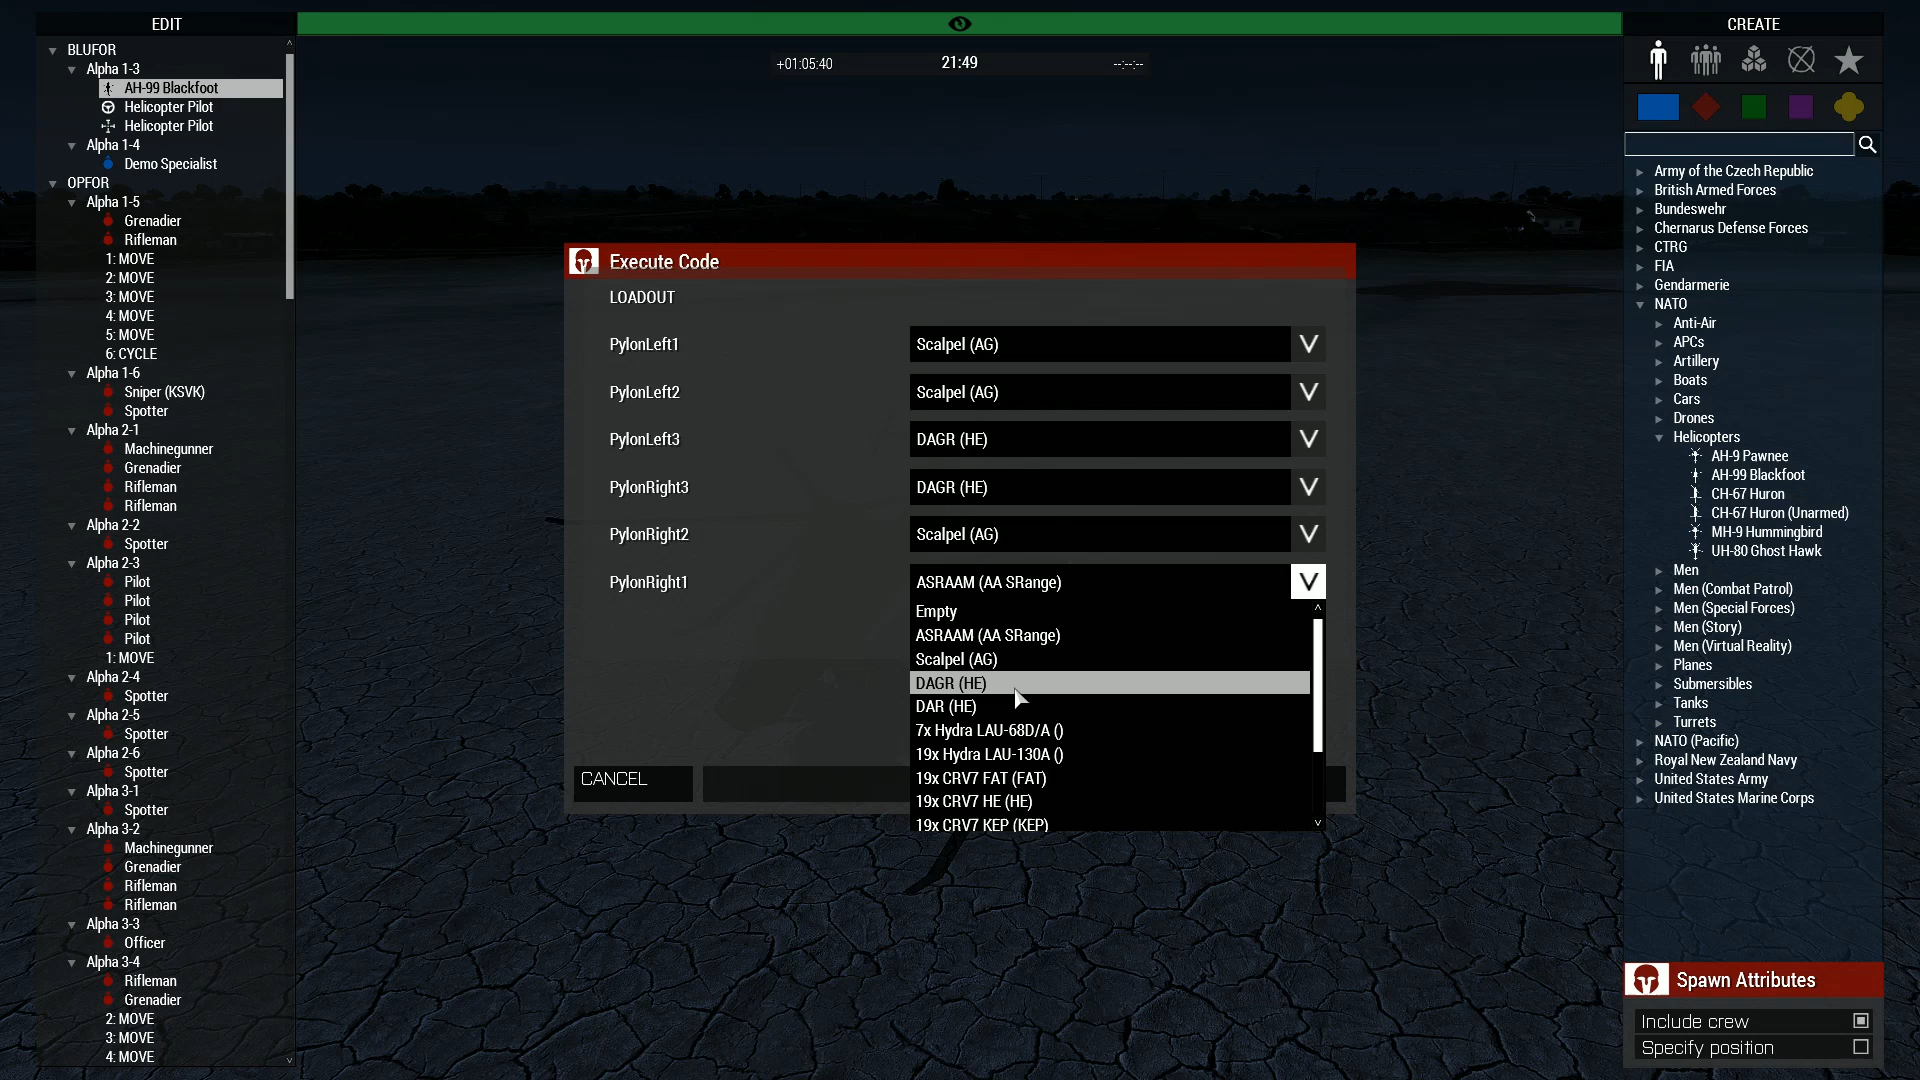 EDIT
BLUFOR
Alpha 1-3
AH-99 Blackfoot
Helicopter Pilot
Helicopter Pilot
Alpha 1-4
Demo Specialist
OPFOR
Alpha 1-5
Grenadier
Rifleman
1: MOVE
2: MOVE
3: MOVE
4: MOVE
5: MOVE
6: CYCLE
Alpha 1-6
Sniper (KSVK)
Spotter
Alpha 2-1
Machinegunner
Grenadier
Rifleman
Rifleman
Alpha 2-2
Spotter
Alpha 2-3
Pilot
Pilot
Pilot
Pilot
1: MOVE
Alpha 2-4
Spotter
Alpha 2-5
Spotter
Alpha 2-6
Spotter
Alpha 3-1
Spotter
Alpha 3-2
Machinegunner
Grenadier
Rifleman
Rifleman
Alpha 3-3
Officer
Alpha 3-4
Rifleman
Grenadier
2: MOVE
3: MOVE
4: MOVE
+01:05:40 21:49 --:--:--
Execute Code
LOADOUT
PylonLeft1 Scalpel (AG)
PylonLeft2 Scalpel (AG)
PylonLeft3 DAGR (HE)
PylonRight3 DAGR (HE)
PylonRight2 Scalpel (AG)
PylonRight1 ASRAAM (AA SRange)
Empty
ASRAAM (AA SRange)
Scalpel (AG)
DAGR (HE)
DAR (HE)
7x Hydra LAU-68D/A ()
19x Hydra LAU-130A ()
19x CRV7 FAT (FAT)
19x CRV7 HE (HE)
19x CRV7 KEP (KEP)
CANCEL
CREATE
Army of the Czech Republic
British Armed Forces
Bundeswehr
Chernarus Defense Forces
CTRG
FIA
Gendarmerie
NATO
Anti-Air
APCs
Artillery
Boats
Cars
Drones
Helicopters
AH-9 Pawnee
AH-99 Blackfoot
CH-67 Huron
CH-67 Huron (Unarmed)
MH-9 Hummingbird
UH-80 Ghost Hawk
Men
Men (Combat Patrol)
Men (Special Forces)
Men (Story)
Men (Virtual Reality)
Planes
Submersibles
Tanks
Turrets
NATO (Pacific)
Royal New Zealand Navy
United States Army
United States Marine Corps
Spawn Attributes
Include crew
Specify position